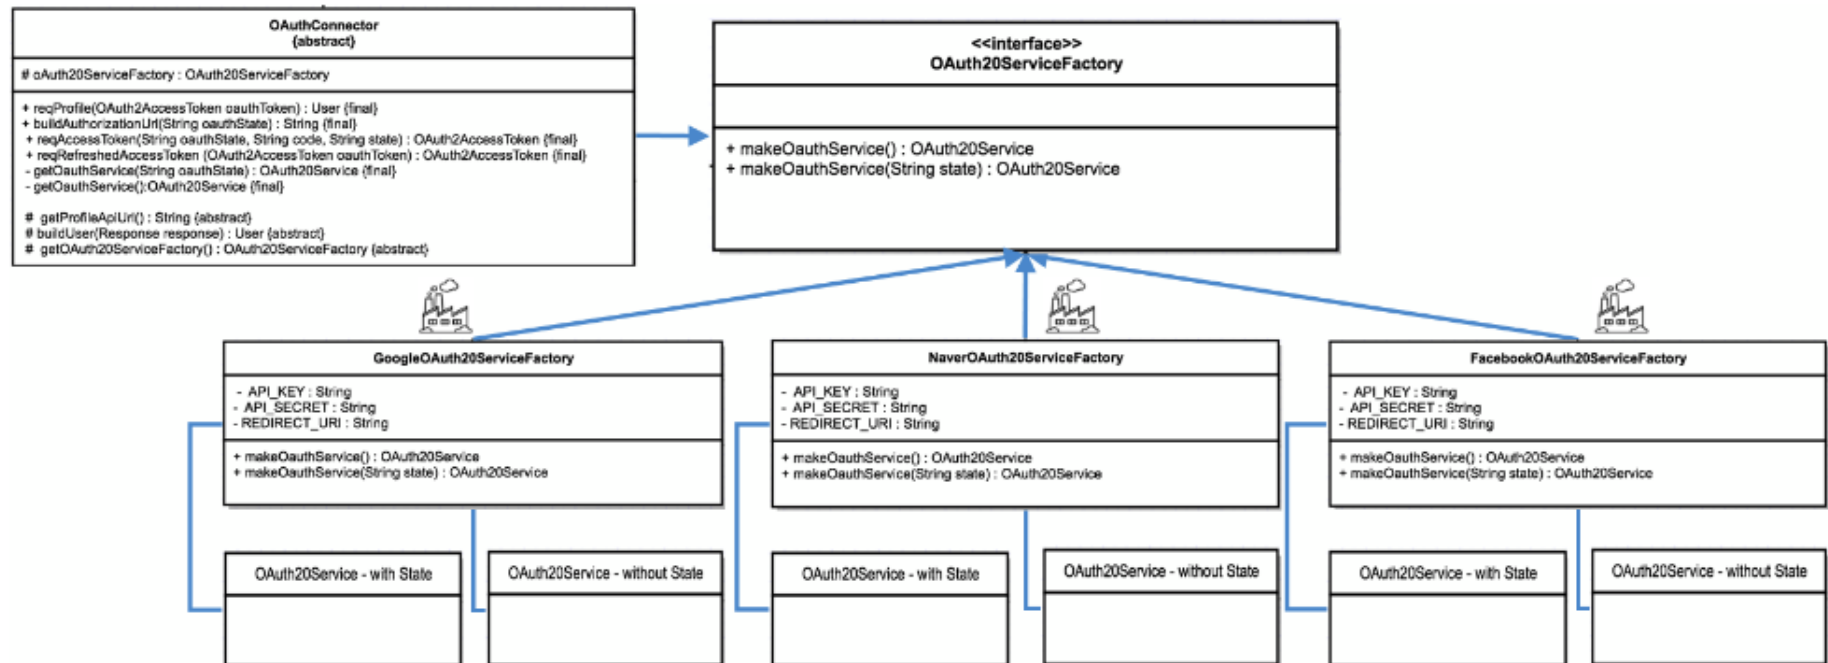 OAuthConnector
{abstract}
# oAuth20ServiceFactory : OAuth20ServiceFactory
+ reqProfile(OAuth2AccessToken oauthToken) : User {final}
+ buildAuthorizationUrl(String oauthState) : String {final}
+ reqAccessToken(String oauthState, String code, String state) : OAuth2AccessToken {final}
+ reqRefreshedAccessToken (OAuth2AccessToken oauthToken) : OAuth2AccessToken {final}
- getOauthService(String oauthState) : OAuth20Service {final}
- getOauthService():OAuth20Service {final}
# getProfileApiUrl() : String {abstract}
# buildUser(Response response) : User {abstract}
# getOAuth20ServiceFactory() : OAuth20ServiceFactory {abstract}
<<interface>>
OAuth20ServiceFactory
+ makeOauthService() : OAuth20Service
+ makeOauthService(String state) : OAuth20Service
GoogleOAuth20ServiceFactory
- API_KEY : String
- API_SECRET : String
- REDIRECT_URI : String
+ makeOauthService() : OAuth20Service
+ makeOauthService(String state) : OAuth20Service
NaverOAuth20ServiceFactory
- API_KEY : String
- API_SECRET : String
- REDIRECT_URI : String
+ makeOauthService() : OAuth20Service
+ makeOauthService(String state) : OAuth20Service
FacebookOAuth20ServiceFactory
- API_KEY : String
- API_SECRET : String
- REDIRECT_URI : String
+ makeOauthService() : OAuth20Service
+ makeOauthService(String state) : OAuth20Service
OAuth20Service - with State
OAuth20Service - without State
OAuth20Service - with State
OAuth20Service - without State
OAuth20Service - with State
OAuth20Service - without State